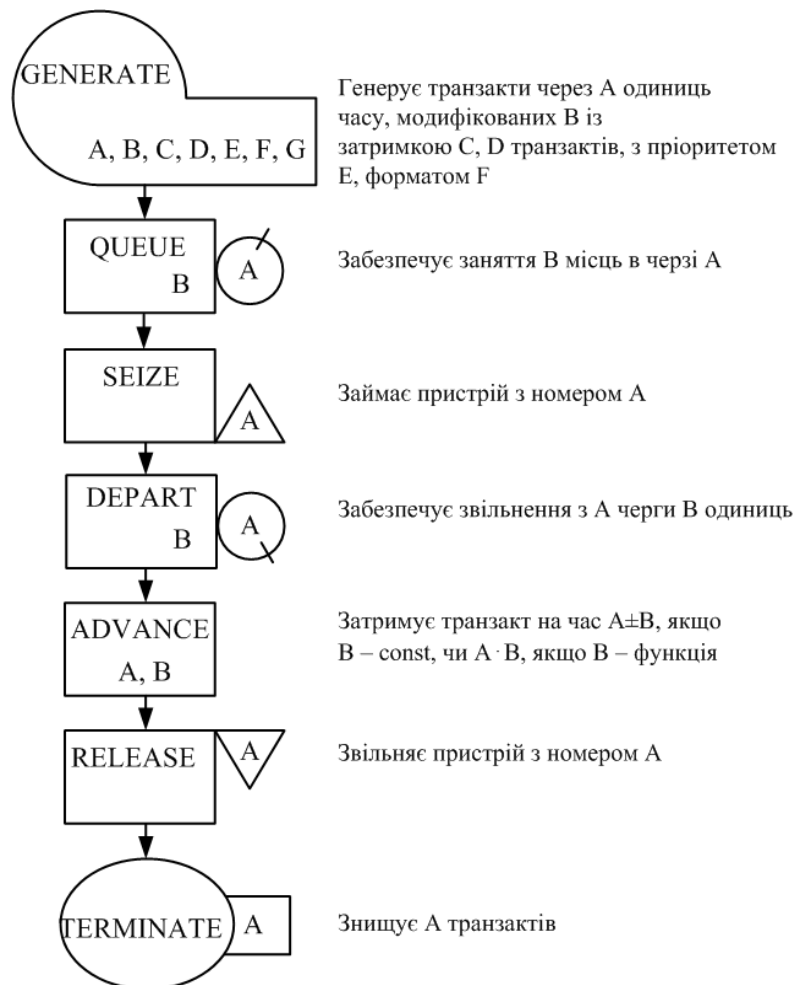 GENERATE
A, B, C, D, E, F, G
Генерує транзакти через А одиниць
часу, модифікованих В із
затримкою С, D транзактів, з пріоритетом
Е, форматом F
QUEUE
B
A
Забезпечує заняття В місць в черзі А
SEIZE
A
Займає пристрій з номером А
DEPART
B
A
Забезпечує звільнення з А черги В одиниць
ADVANCE
A, B
Затримує транзакт на час А±В, якщо
В – const, чи А · В, якщо В – функція
RELEASE
A
Звільняє пристрій з номером А
TERMINATE
A
Знищує А транзактів